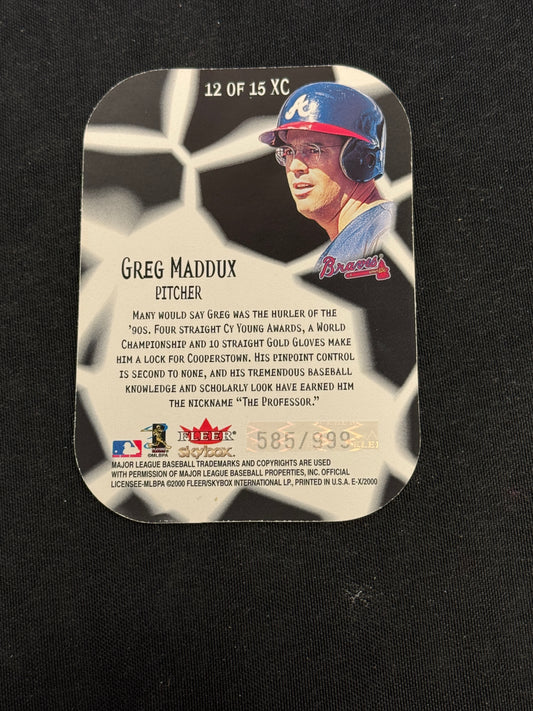 12 OF 15 XC
A
Braves
GREG MADDUX
PITCHER
MANY WOULD SAY GREG WAS THE HURLER OF THE
'90S. FOUR STRAIGHT CY YOUNG AWARDS, A WORLD
CHAMPIONSHIP AND 10 STRAIGHT GOLD GLOVES MAKE
HIM A LOCK FOR COOPERSTOWN. HIS PINPOINT CONTROL
IS SECOND TO NONE, AND HIS TREMENDOUS BASEBALL
KNOWLEDGE AND SCHOLARLY LOOK HAVE EARNED HIM
THE NICKNAME "THE PROFESSOR."
FLEER
skybox
585/999
©MLBPA
MAJOR LEAGUE BASEBALL TRADEMARKS AND COPYRIGHTS ARE USED
WITH PERMISSION OF MAJOR LEAGUE BASEBALL PROPERTIES, INC. OFFICIAL
LICENSEE-MLBPA ©2000 FLEER/SKYBOX INTERNATIONAL LP., PRINTED IN U.S.A. E-X/2000